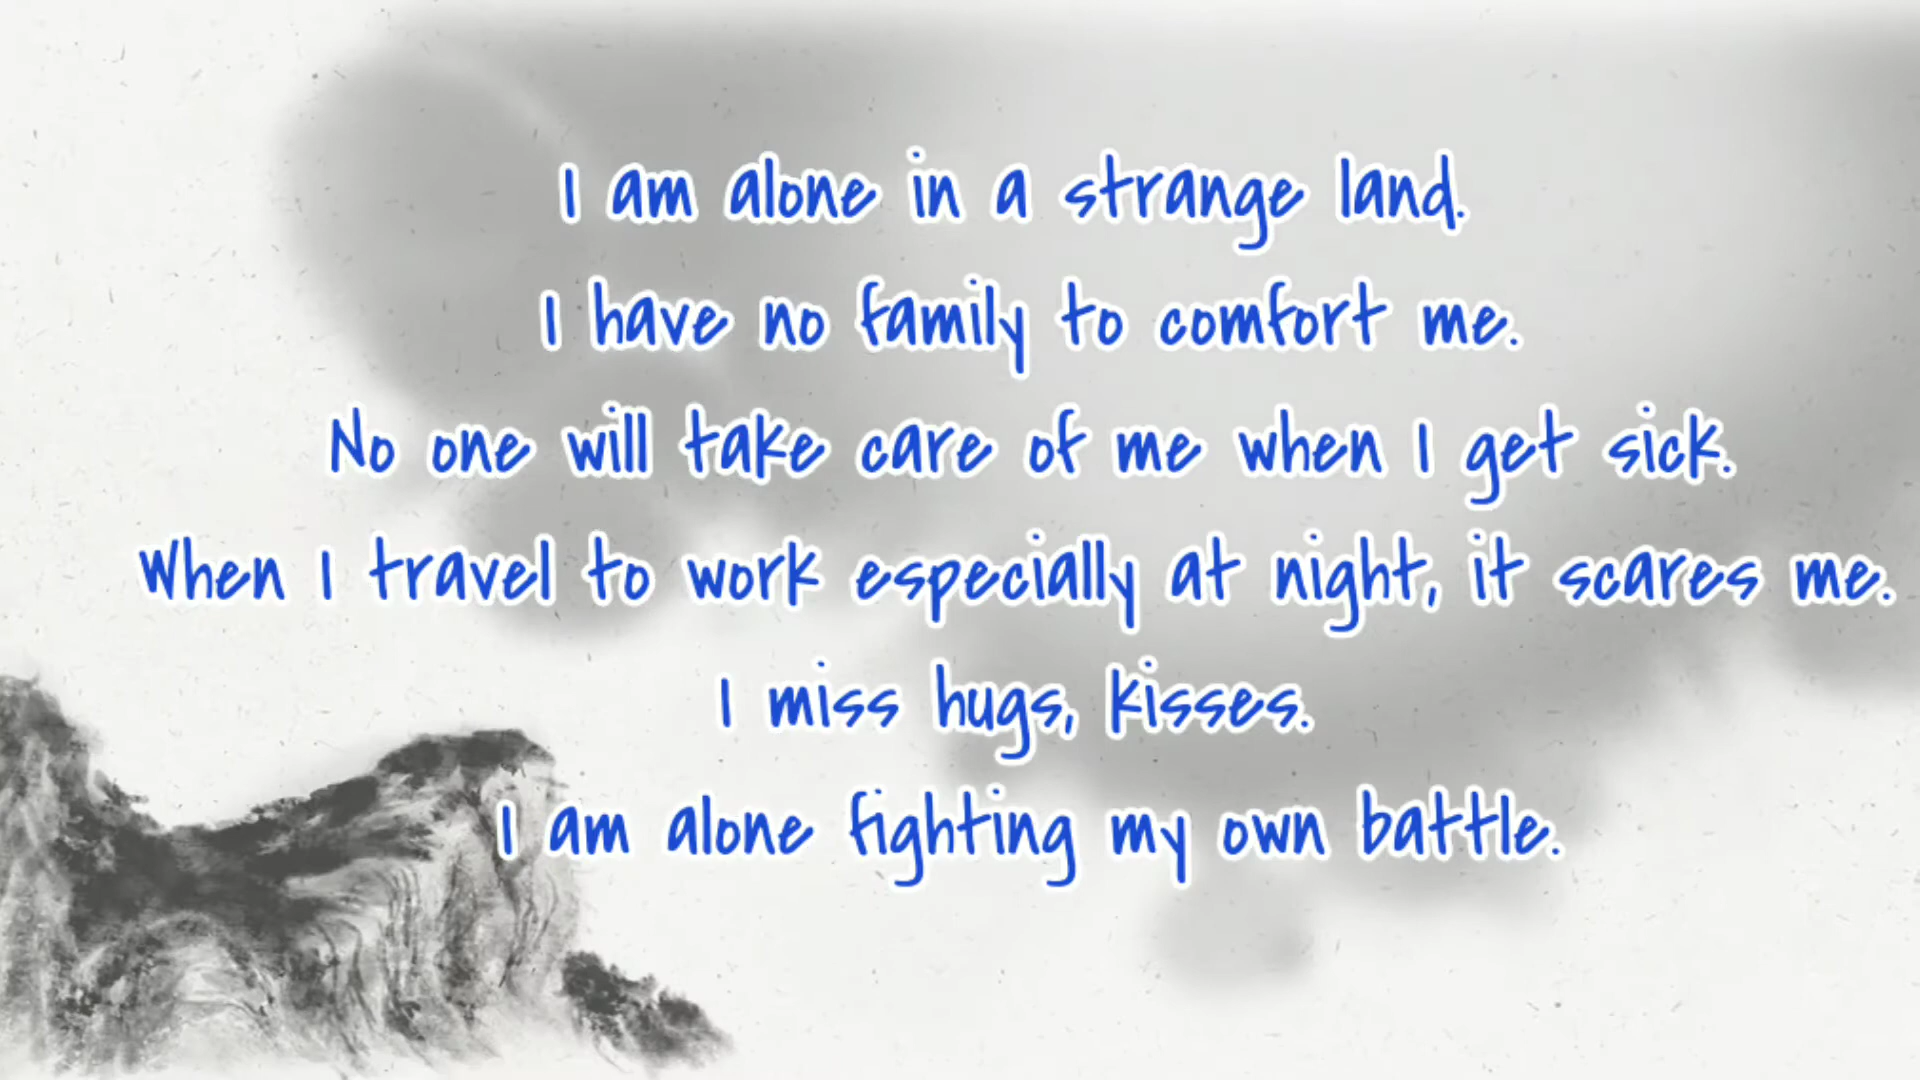 I am alone in a strange land.
I have no family to comfort me.
No one will take care of me when I get sick.
When I travel to work especially at night, it scares me.
I miss hugs, kisses.
I am alone fighting my own battle.